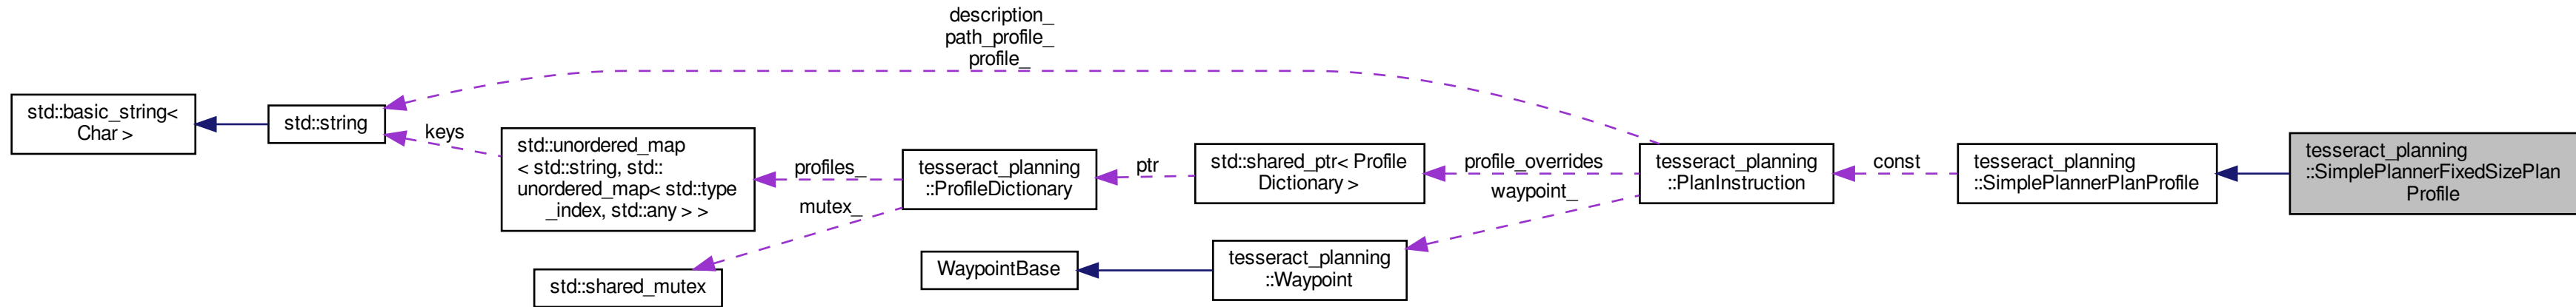 description_
path_profile_
profile_
std::basic_string<
Char >
std::string
keys
std::unordered_map
< std::string, std::
unordered_map< std::type
_index, std::any > >
profiles_
mutex_
std::shared_mutex
tesseract_planning
::ProfileDictionary
ptr
std::shared_ptr< Profile
Dictionary >
profile_overrides
waypoint_
WaypointBase
tesseract_planning
::Waypoint
tesseract_planning
::PlanInstruction
const
tesseract_planning
::SimplePlannerPlanProfile
tesseract_planning
::SimplePlannerFixedSizePlan
Profile